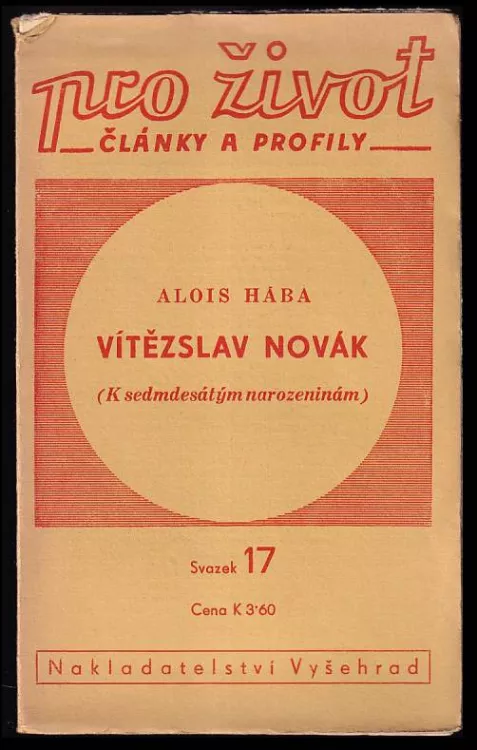 pro život
ČLÁNKY A PROFILY
ALOIS HÁBA
VÍTĚZSLAV NOVÁK
(K sedmdesátým narozeninám)
Svazek 17
Cena K 3·60
Nakladatelství Vyšehrad